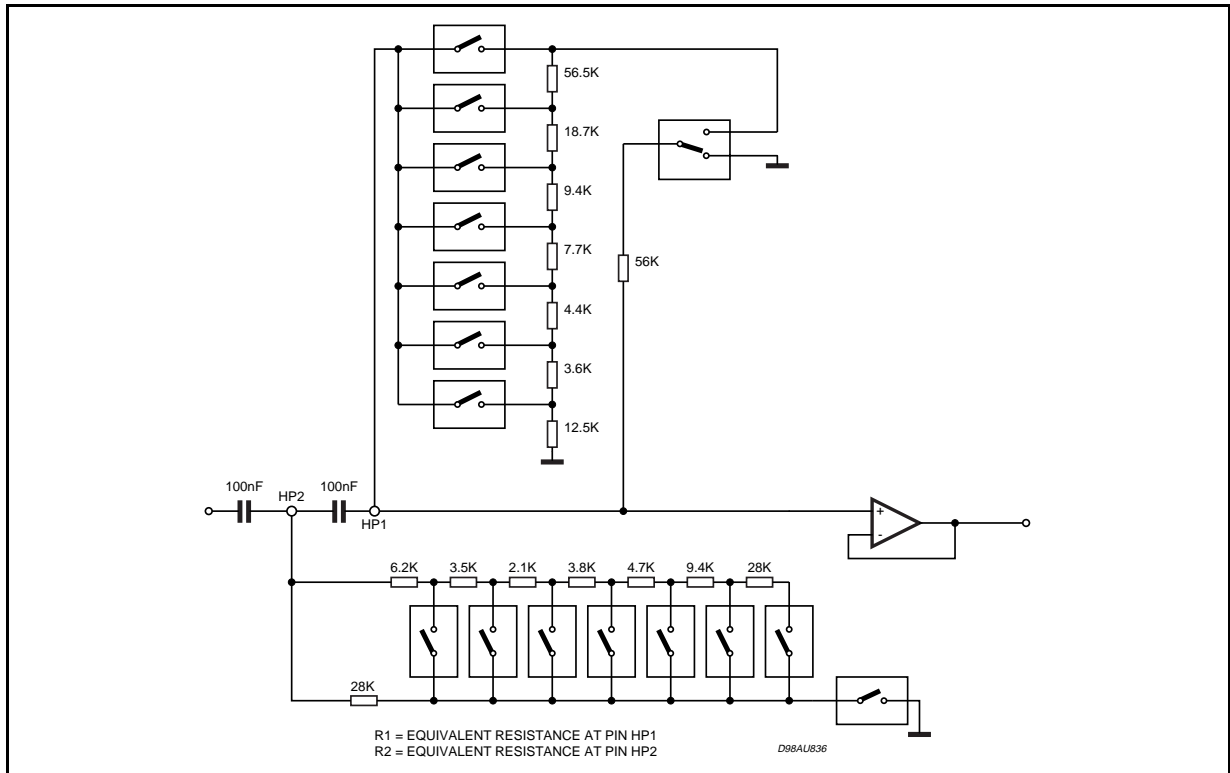 56.5K
18.7K
9.4K
7.7K
56K
4.4K
3.6K
12.5K
100nF
HP2
100nF
HP1
+
-
6.2K
3.5K
2.1K
3.8K
4.7K
9.4K
28K
28K
R1 = EQUIVALENT RESISTANCE AT PIN HP1
R2 = EQUIVALENT RESISTANCE AT PIN HP2
D98AU836